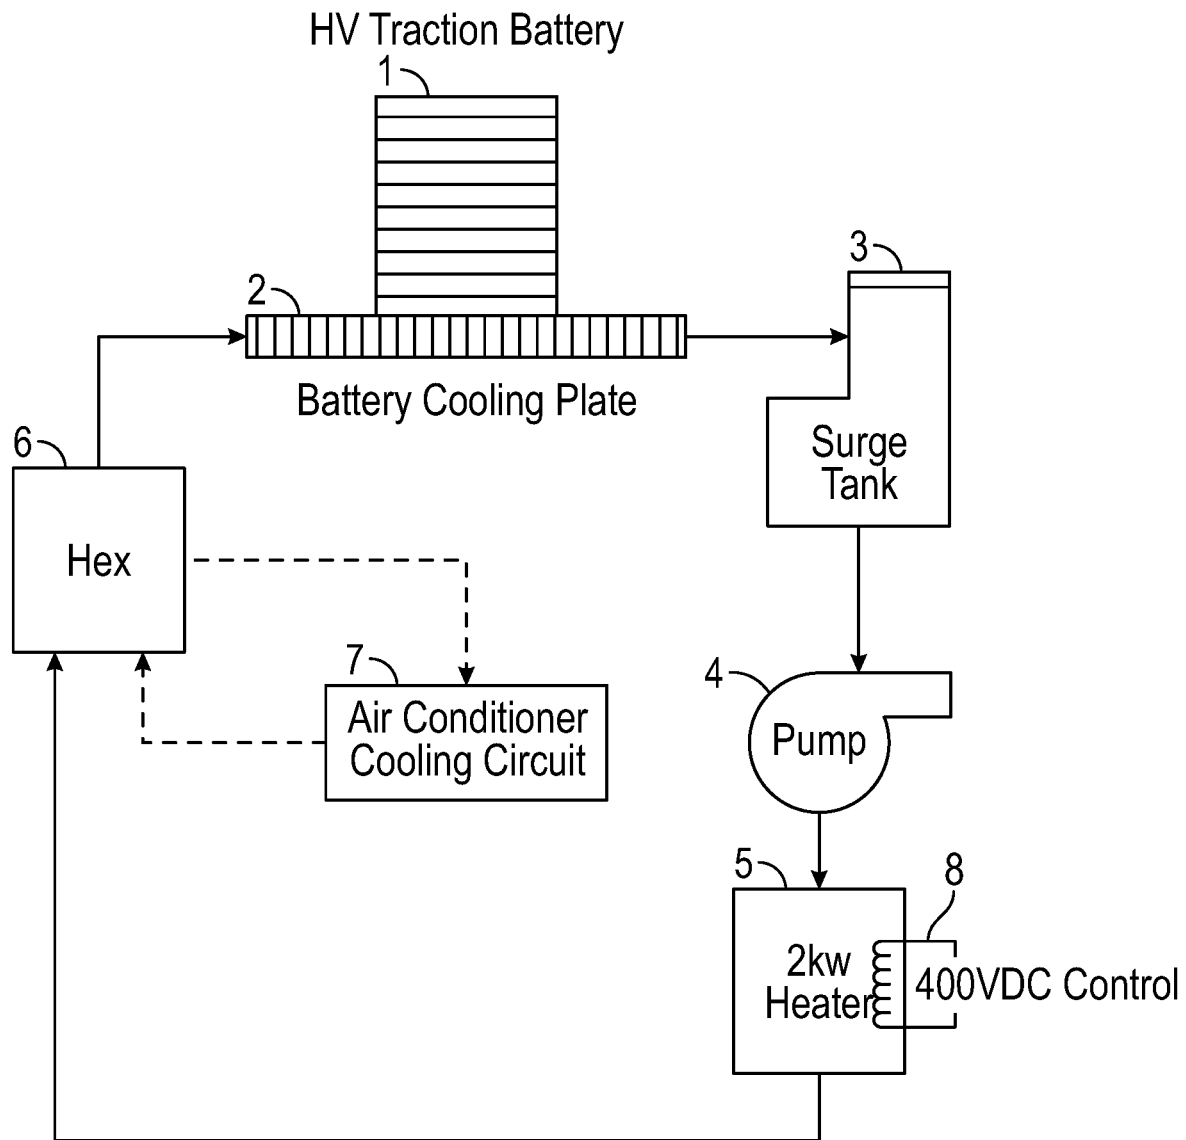 HV Traction Battery
1
2
3
Battery Cooling Plate
Surge
Tank
6
Hex
7
Air Conditioner
Cooling Circuit
4
Pump
5
8
2kw
Heater
400VDC Control